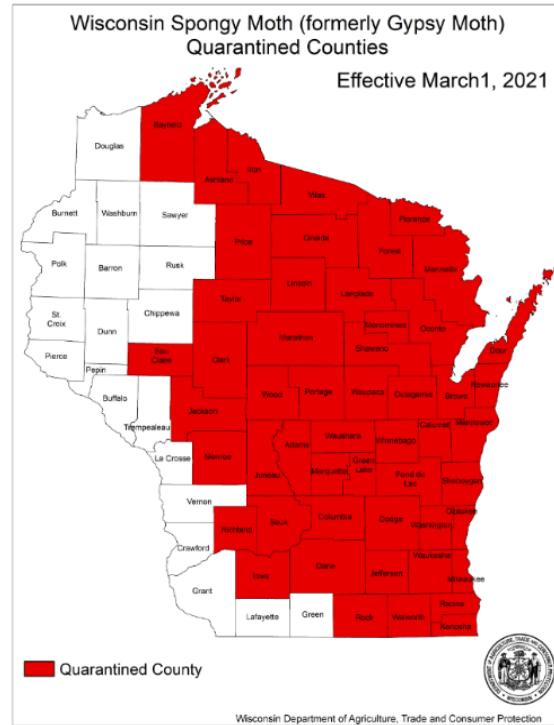 Wisconsin Spongy Moth (formerly Gypsy Moth)
Quarantined Counties
Effective March1, 2021
Bayfield
Douglas
Ashland
Iron
Vilas
Burnett
Washburn
Sawyer
Florence
Price
Oneida
Forest
Marinette
Polk
Barron
Rusk
Taylor
Lincoln
Langlade
Chippewa
St.
Croix
Dunn
Marathon
Menominee
Oconto
Shawano
Pierce
Eau
Claire
Clark
Door
Pepin
Kewaunee
Buffalo
Trempealeau
Jackson
Wood
Portage
Waupaca
Outagamie
Brown
La Crosse
Monroe
Juneau
Adams
Waushara
Winnebago
Calumet
Manitowoc
Marquette
Green
Lake
Fond du
Lac
Sheboygan
Vernon
Richland
Sauk
Columbia
Dodge
Washington
Ozaukee
Crawford
Grant
Iowa
Dane
Jefferson
Waukesha
Milwaukee
Lafayette
Green
Rock
Walworth
Racine
Kenosha
Quarantined County
Wisconsin Department of Agriculture, Trade and Consumer Protection